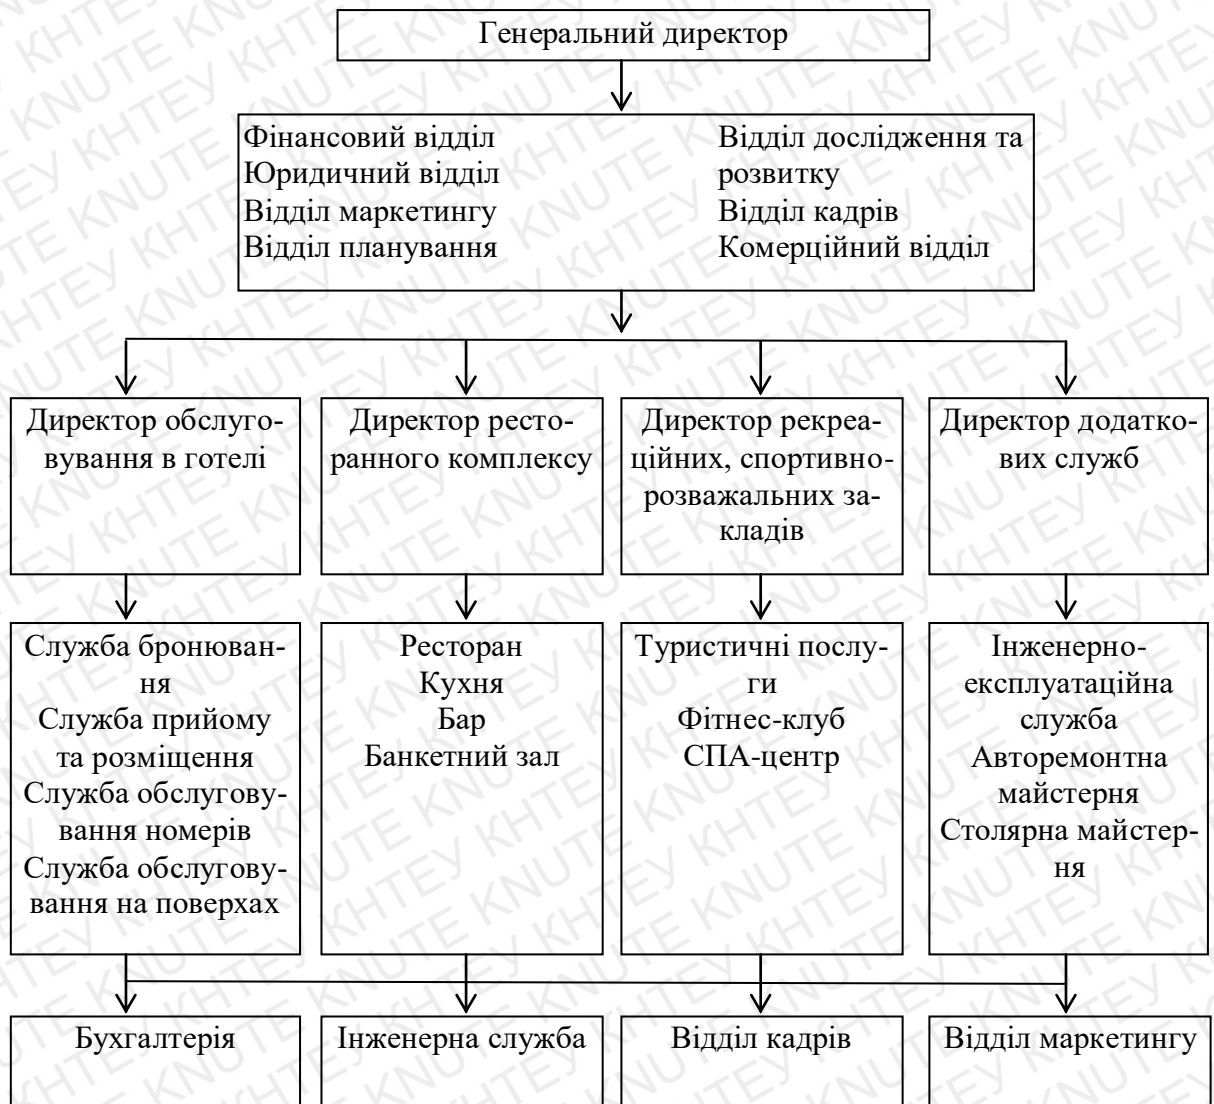 Генеральний директор
Фінансовий відділ
Юридичний відділ
Відділ маркетингу
Відділ планування
Відділ дослідження та
розвитку
Відділ кадрів
Комерційний відділ
Директор обслуго-
вування в готелі
Директор ресто-
ранного комплексу
Директор рекреа-
ційних, спортивно-
розважальних за-
кладів
Директор додатко-
вих служб
Служба бронюван-
ня
Служба прийому
та розміщення
Служба обслугову-
вання номерів
Служба обслугову-
вання на поверхах
Ресторан
Кухня
Бар
Банкетний зал
Туристичні послу-
ги
Фітнес-клуб
СПА-центр
Інженерно-
експлуатаційна
служба
Авторемонтна
майстерня
Столярна майстер-
ня
Бухгалтерія
Інженерна служба
Відділ кадрів
Відділ маркетингу